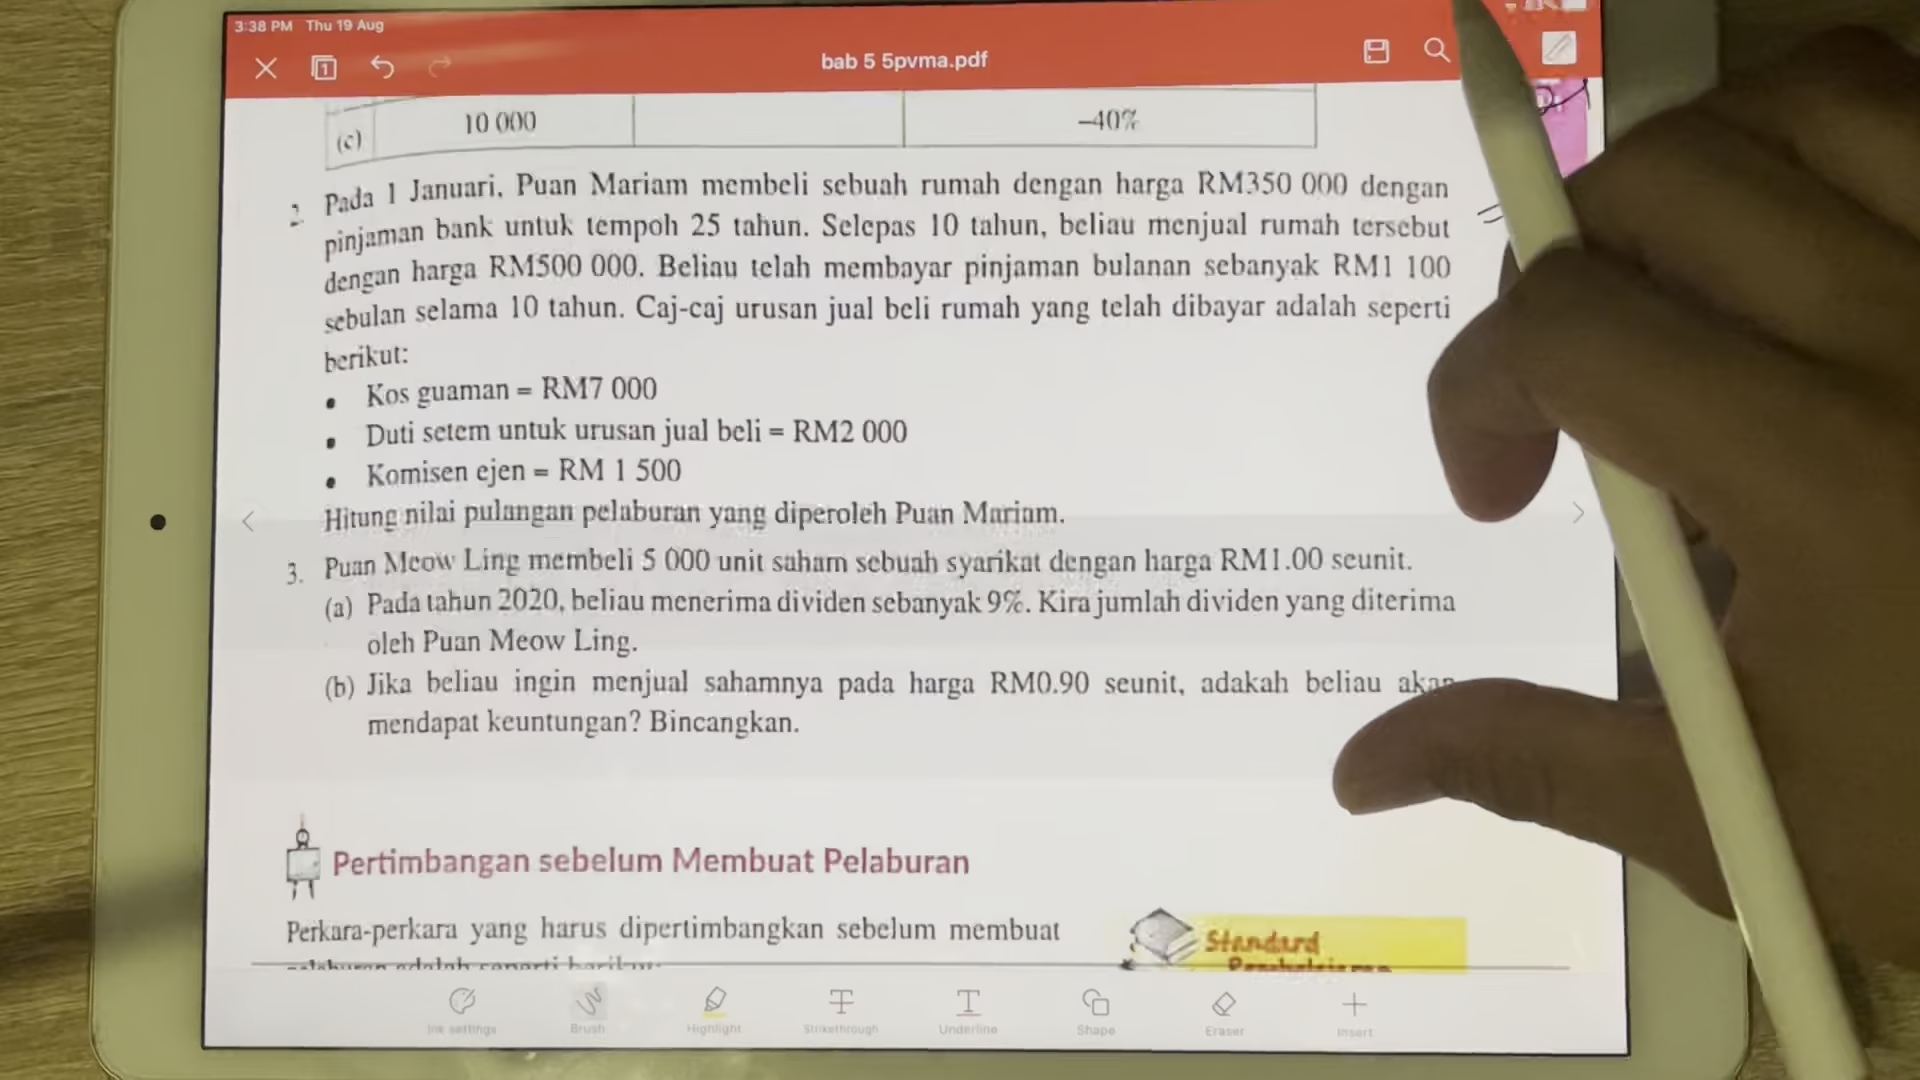 3:38 PM Thu 19 Aug
1
bab 5 5pvma.pdf
(c) 10 000 –40%
2. Pada 1 Januari, Puan Mariam membeli sebuah rumah dengan harga RM350 000 dengan
pinjaman bank untuk tempoh 25 tahun. Selepas 10 tahun, beliau menjual rumah tersebut
dengan harga RM500 000. Beliau telah membayar pinjaman bulanan sebanyak RM1 100
sebulan selama 10 tahun. Caj-caj urusan jual beli rumah yang telah dibayar adalah seperti
berikut:
• Kos guaman = RM7 000
• Duti setem untuk urusan jual beli = RM2 000
• Komisen ejen = RM 1 500
Hitung nilai pulangan pelaburan yang diperoleh Puan Mariam.
3. Puan Meow Ling membeli 5 000 unit saham sebuah syarikat dengan harga RM1.00 seunit.
(a) Pada tahun 2020, beliau menerima dividen sebanyak 9%. Kira jumlah dividen yang diterima
oleh Puan Meow Ling.
(b) Jika beliau ingin menjual sahamnya pada harga RM0.90 seunit, adakah beliau akan
mendapat keuntungan? Bincangkan.
Pertimbangan sebelum Membuat Pelaburan
Perkara-perkara yang harus dipertimbangkan sebelum membuat
Standard
Ink settings Brush Highlight Strikethrough Underline Shape Eraser Insert